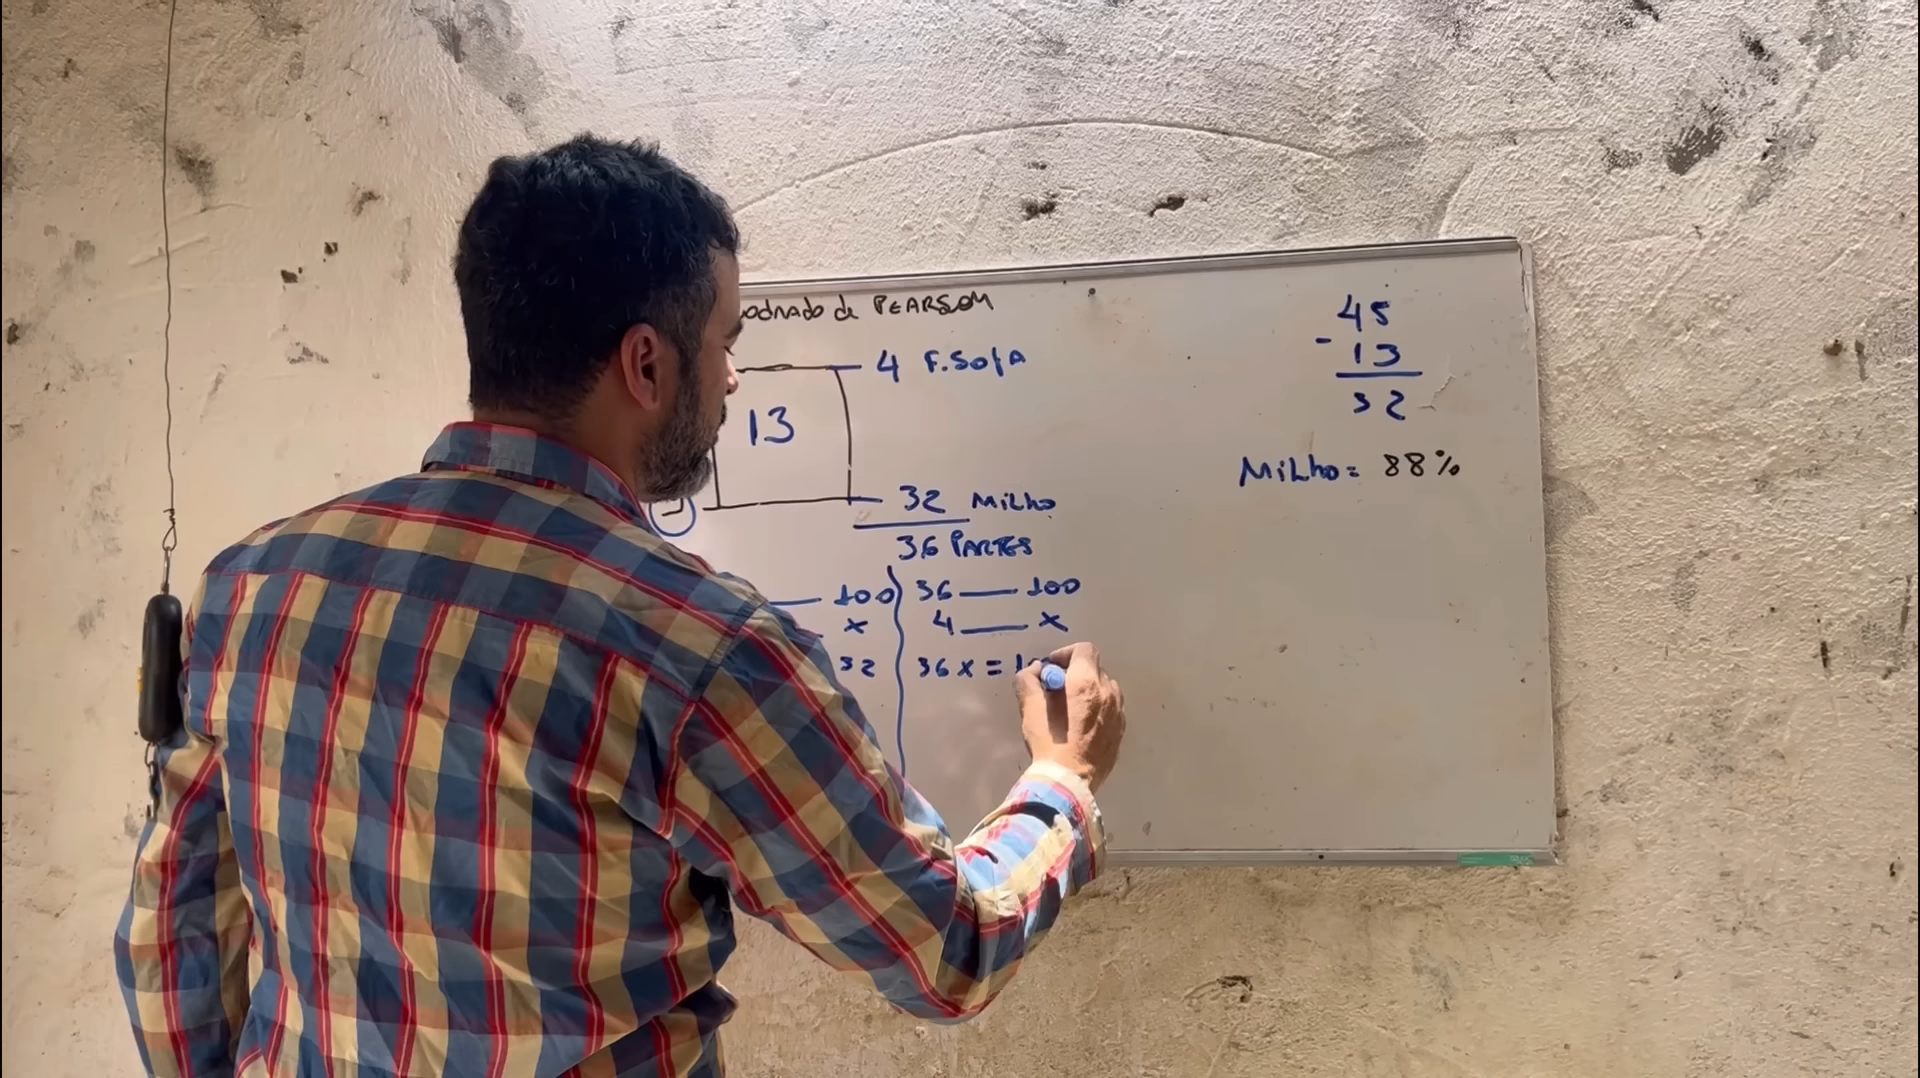 de PEARSOM
4 F. Soja
13
32 Milho
36 PARTES
100
x
32
36 — 100
4 — x
36x = 1
45
- 13
32
Milho = 88%